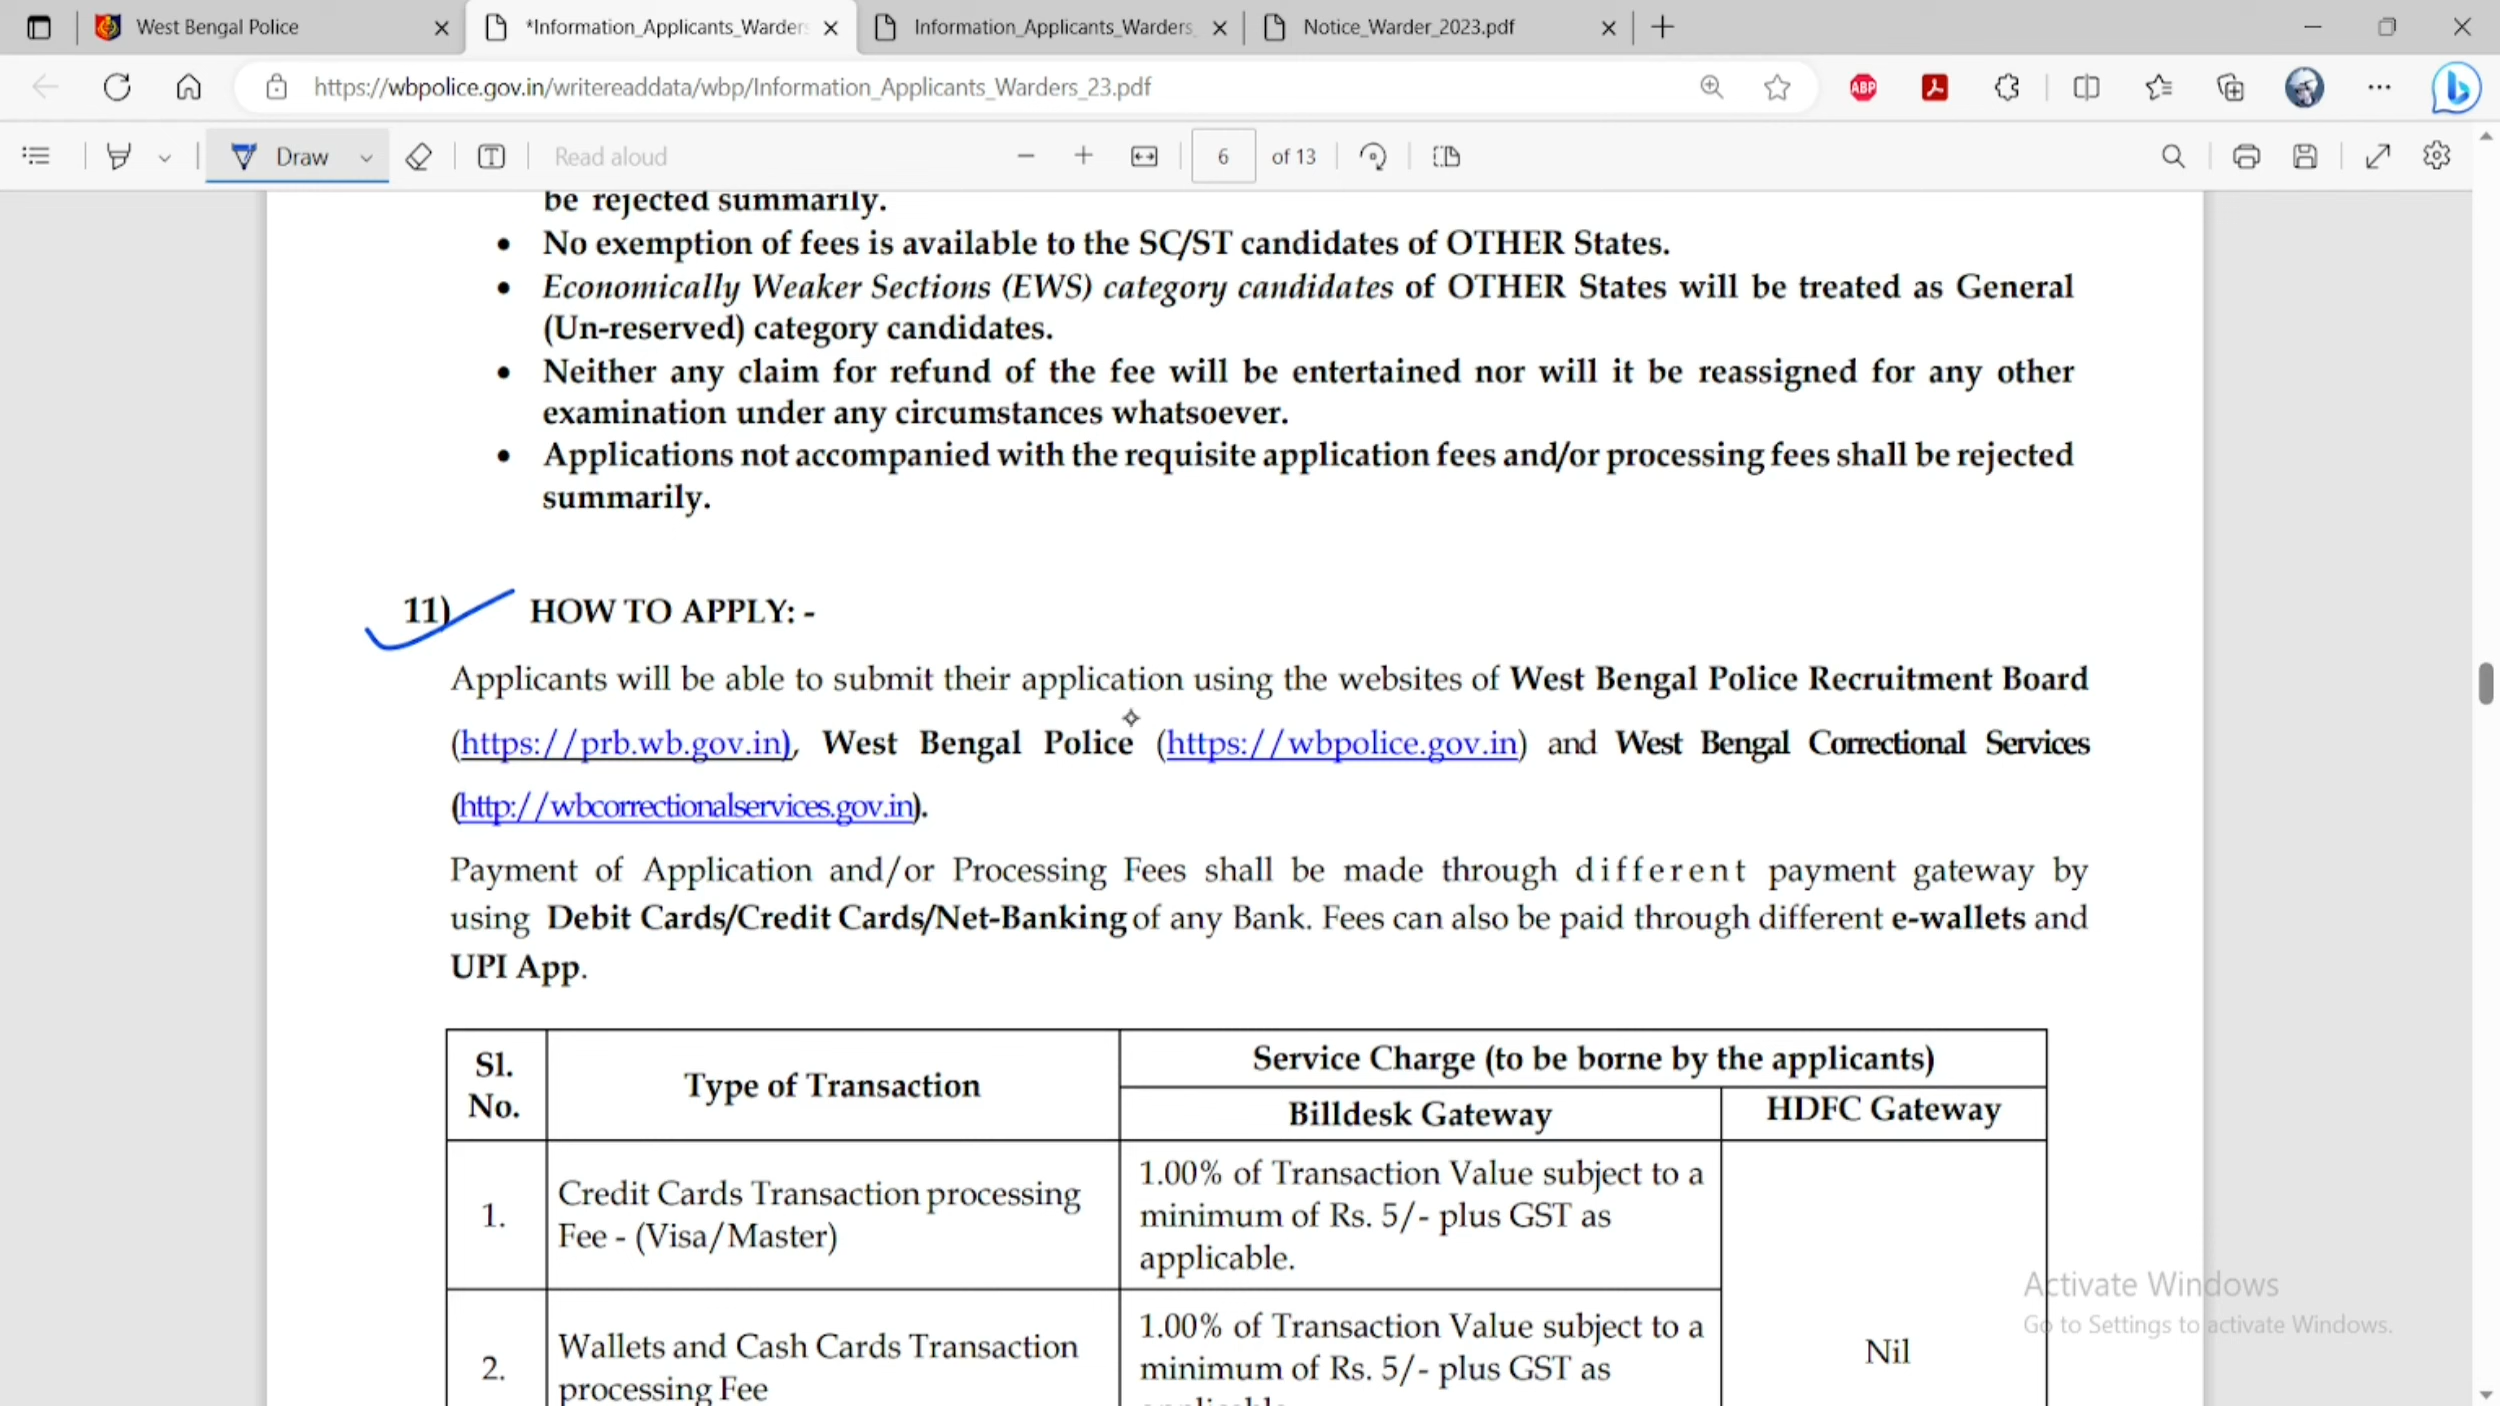 West Bengal Police
*Information_Applicants_Warders
Information_Applicants_Warders_
Notice_Warder_2023.pdf
https://wbpolice.gov.in/writereaddata/wbp/Information_Applicants_Warders_23.pdf
ABP
Draw
Read aloud
6
of 13
be rejected summarily.
• No exemption of fees is available to the SC/ST candidates of OTHER States.
• Economically Weaker Sections (EWS) category candidates of OTHER States will be treated as General
(Un-reserved) category candidates.
• Neither any claim for refund of the fee will be entertained nor will it be reassigned for any other
examination under any circumstances whatsoever.
• Applications not accompanied with the requisite application fees and/or processing fees shall be rejected
summarily.
11) HOW TO APPLY: -
Applicants will be able to submit their application using the websites of West Bengal Police Recruitment Board
(https://prb.wb.gov.in), West Bengal Police (https://wbpolice.gov.in) and West Bengal Correctional Services
(http://wbcorrectionalservices.gov.in).
Payment of Application and/or Processing Fees shall be made through different payment gateway by
using Debit Cards/Credit Cards/Net-Banking of any Bank. Fees can also be paid through different e-wallets and
UPI App.
Sl.
No.
Type of Transaction
Service Charge (to be borne by the applicants)
Billdesk Gateway
HDFC Gateway
1.
Credit Cards Transaction processing
Fee - (Visa/Master)
1.00% of Transaction Value subject to a
minimum of Rs. 5/- plus GST as
applicable.
2.
Wallets and Cash Cards Transaction
processing Fee
1.00% of Transaction Value subject to a
minimum of Rs. 5/- plus GST as
Nil
Activate Windows
Go to Settings to activate Windows.